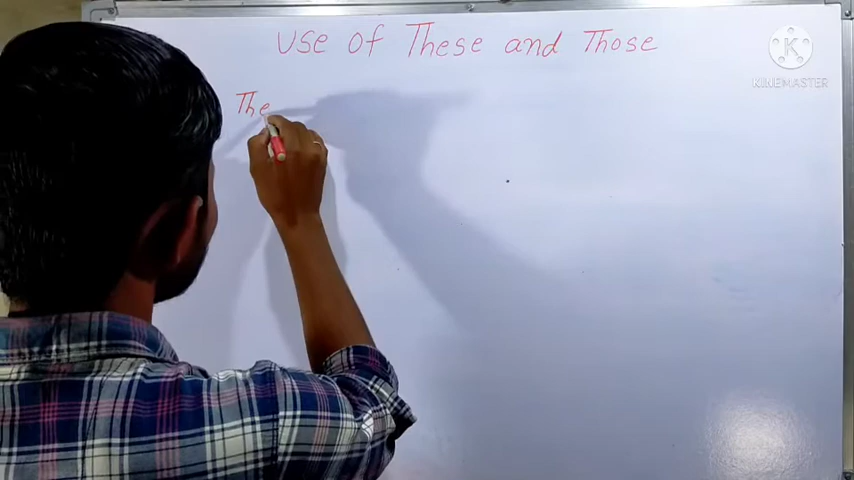 Use of These and Those
The
K
KINEMASTER